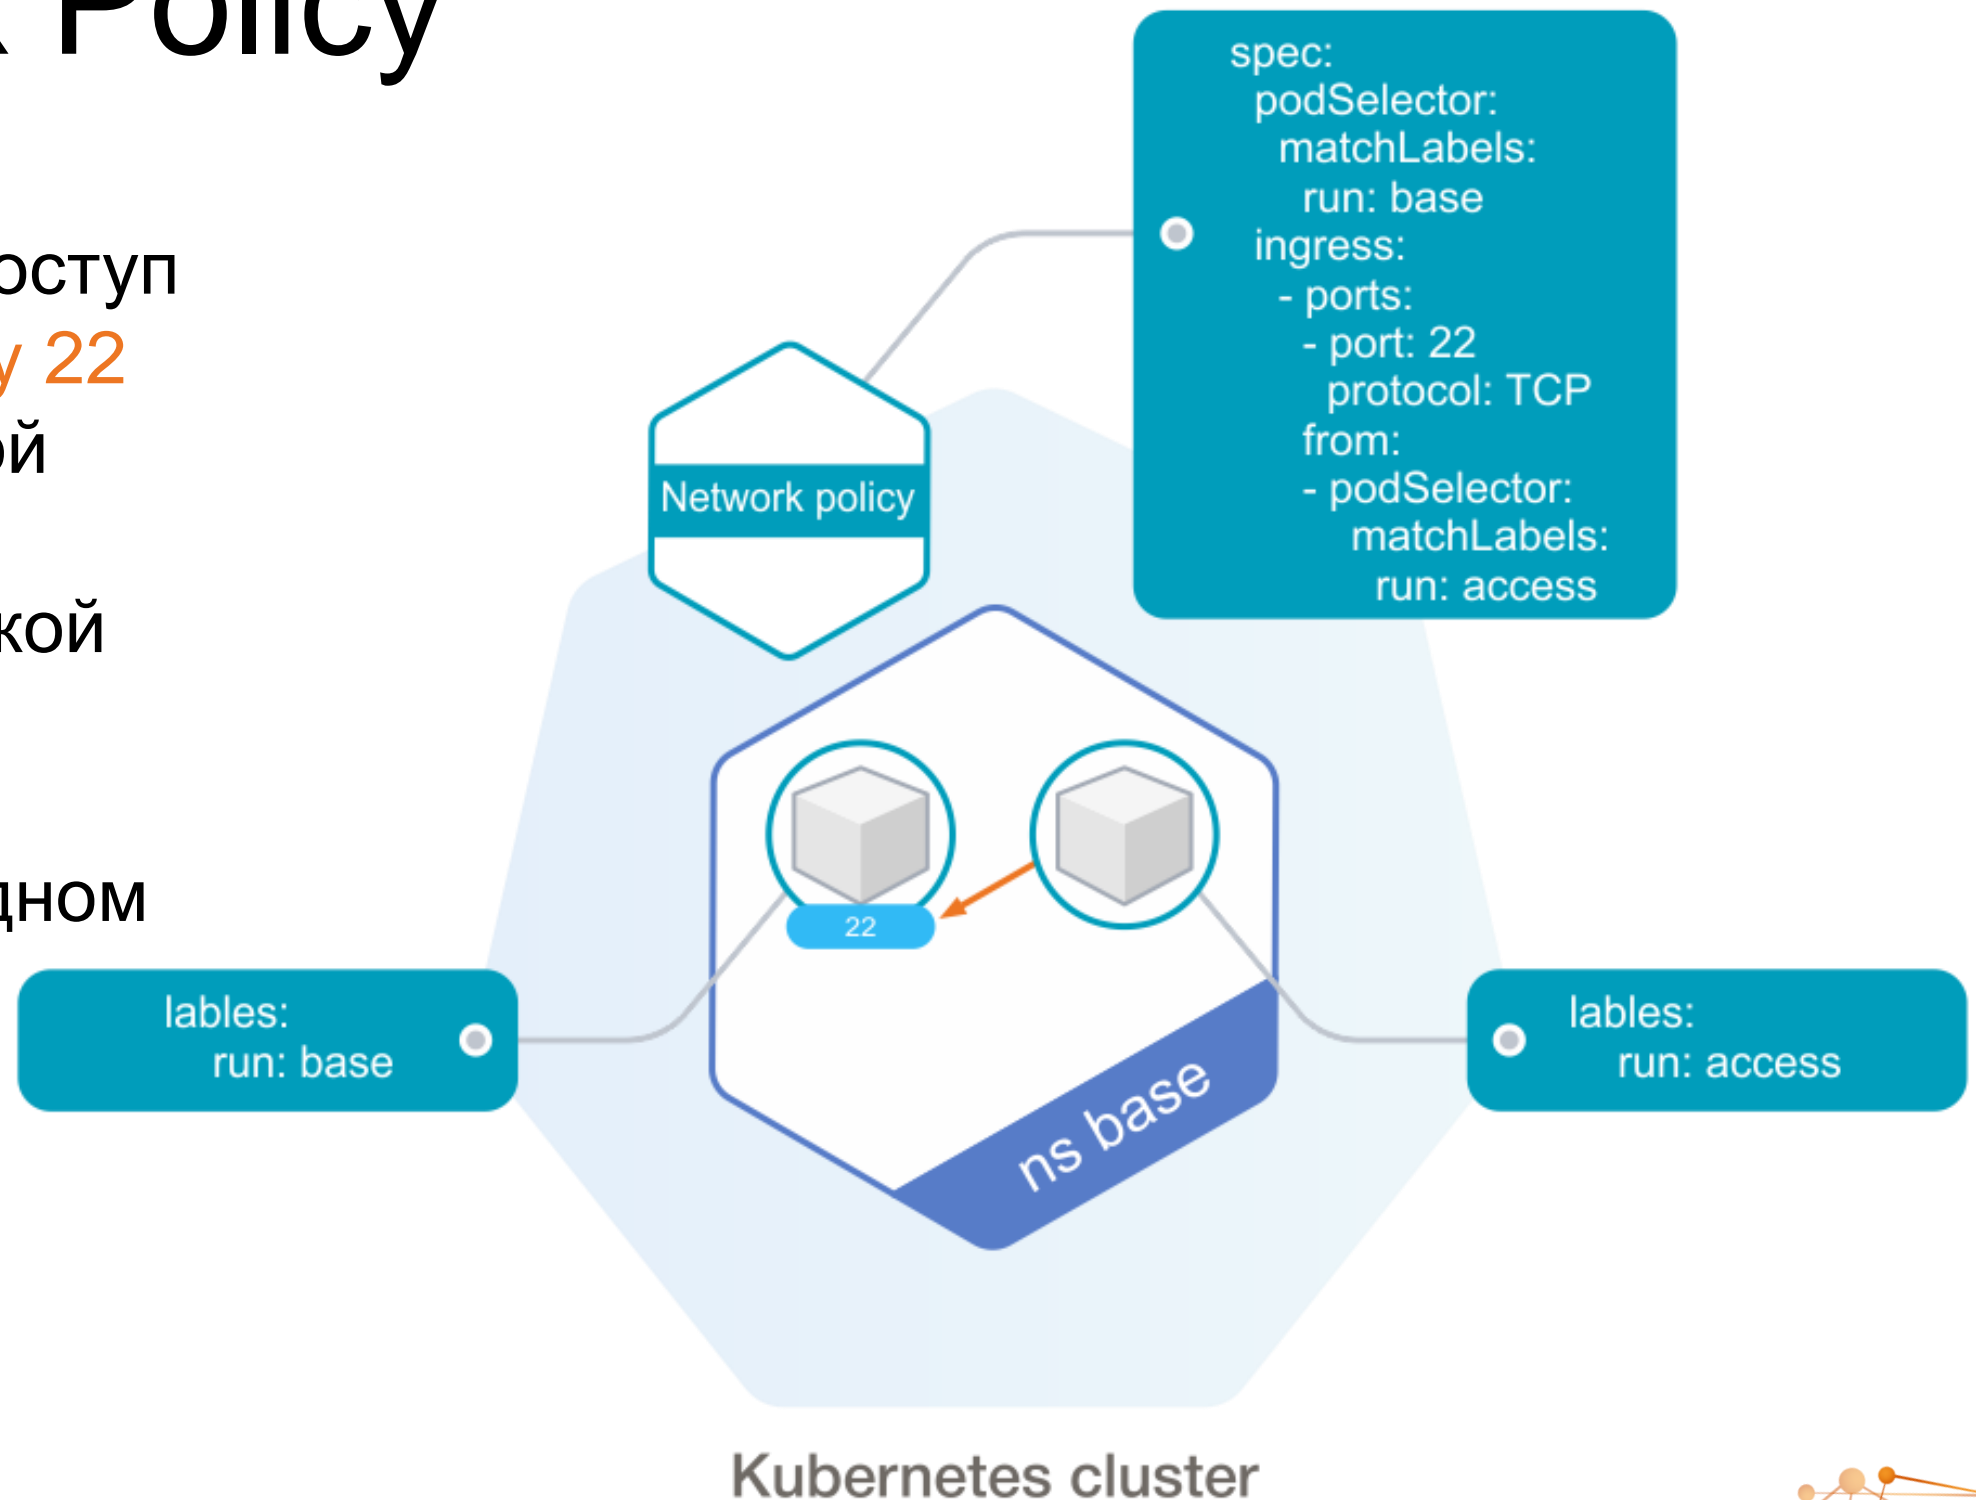 Policy
оступ
у 22
ой
кой
дном
spec:
podSelector:
matchLabels:
run: base
ingress:
- ports:
- port: 22
protocol: TCP
from:
- podSelector:
matchLabels:
run: access
Network policy
22
lables:
run: base
lables:
run: access
ns base
Kubernetes cluster